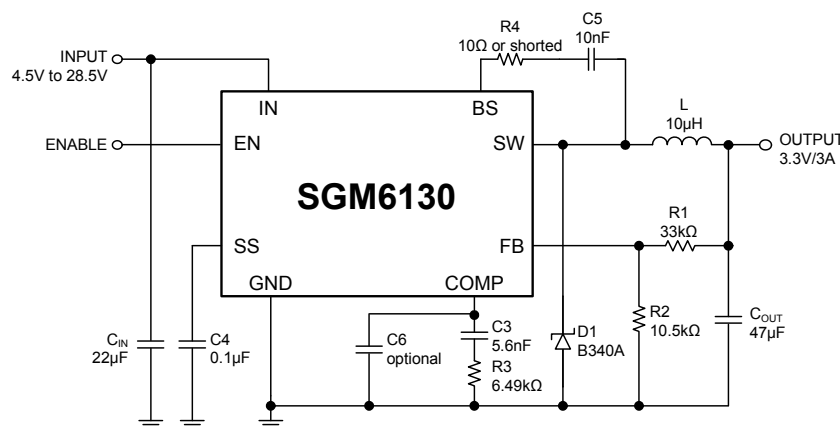 C5
10nF
R4
10Ω or shorted
INPUT
4.5V to 28.5V
IN
BS
L
10μH
ENABLE
EN
SW
OUTPUT
3.3V/3A
SGM6130
R1
33kΩ
SS
FB
GND
COMP
CIN
22μF
C4
0.1μF
C6
optional
C3
5.6nF
R3
6.49kΩ
D1
B340A
R2
10.5kΩ
COUT
47μF